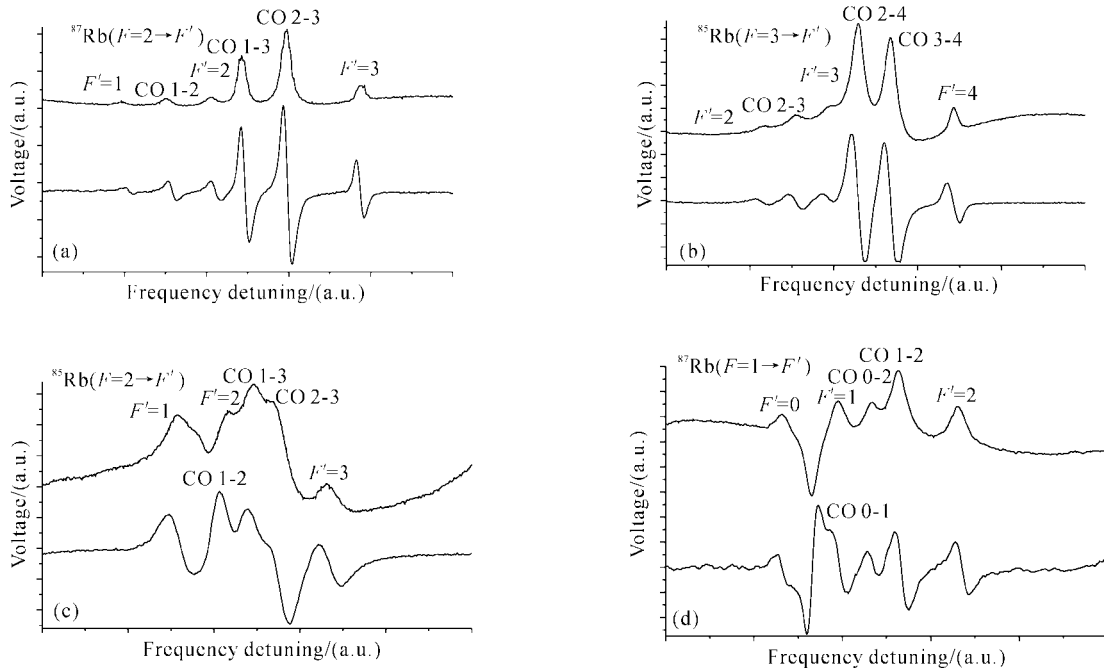 ⁸⁷Rb(F=2→F′)
CO 2-3
CO 1-3
F′=2
F′=3
F′=1
CO 1-2
Voltage/(a.u.)
(a)
Frequency detuning/(a.u.)
CO 2-4
⁸⁵Rb(F=3→F′)
CO 3-4
F′=3
F′=4
CO 2-3
F′=2
Voltage/(a.u.)
(b)
Frequency detuning/(a.u.)
⁸⁵Rb(F=2→F′)
CO 1-3
F′=2
CO 2-3
F′=1
F′=3
CO 1-2
Voltage/(a.u.)
(c)
Frequency detuning/(a.u.)
⁸⁷Rb(F=1→F′)
CO 1-2
CO 0-2
F′=0
F′=1
F′=2
CO 0-1
Voltage/(a.u.)
(d)
Frequency detuning/(a.u.)